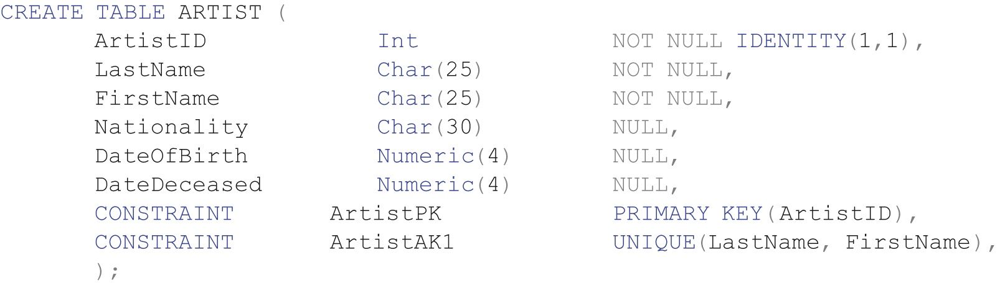 CREATE TABLE ARTIST (
ArtistID Int NOT NULL IDENTITY(1,1),
LastName Char(25) NOT NULL,
FirstName Char(25) NOT NULL,
Nationality Char(30) NULL,
DateOfBirth Numeric(4) NULL,
DateDeceased Numeric(4) NULL,
CONSTRAINT ArtistPK PRIMARY KEY(ArtistID),
CONSTRAINT ArtistAK1 UNIQUE(LastName, FirstName),
);